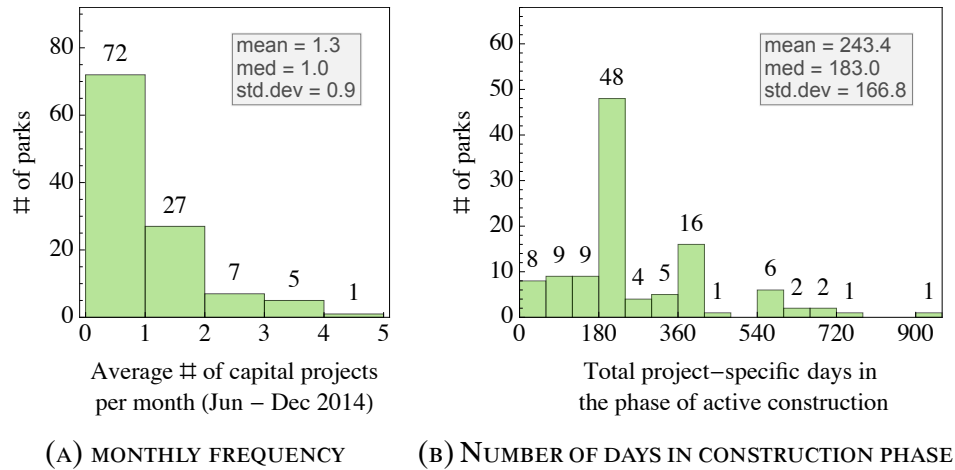 80
60
40
20
0
# of parks
72
27
7
5
1
mean = 1.3
med = 1.0
std.dev = 0.9
0 1 2 3 4 5
Average # of capital projects
per month (Jun − Dec 2014)
(A) MONTHLY FREQUENCY
60
50
40
30
20
10
0
# of parks
8 9 9 48 4 5 16 1 6 2 2 1 1
mean = 243.4
med = 183.0
std.dev = 166.8
0 180 360 540 720 900
Total project−specific days in
the phase of active construction
(B) NUMBER OF DAYS IN CONSTRUCTION PHASE